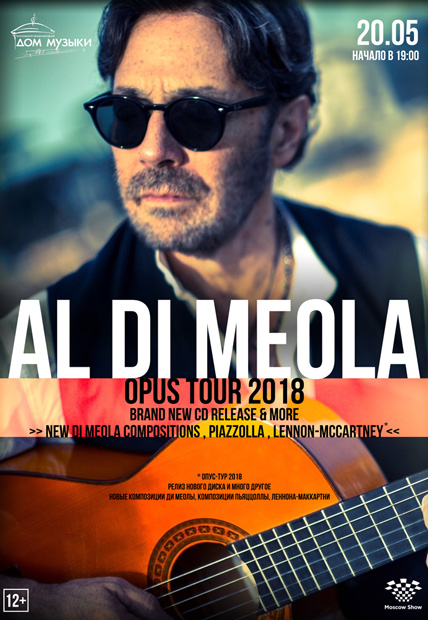 ДОМ МУЗЫКИ
20.05
НАЧАЛО В 19:00
AL DI MEOLA
OPUS TOUR 2018
BRAND NEW CD RELEASE & MORE
>> NEW DI MEOLA COMPOSITIONS , PIAZZOLLA , LENNON-MCCARTNEY*<<
* ОПУС-ТУР 2018
РЕЛИЗ НОВОГО ДИСКА И МНОГО ДРУГОЕ
НОВЫЕ КОМПОЗИЦИИ ДИ МЕОЛЫ, КОМПОЗИЦИИ ПЬЯЦЦОЛЛЫ, ЛЕННОНА-МАККАРТНИ
12+
Moscow Show